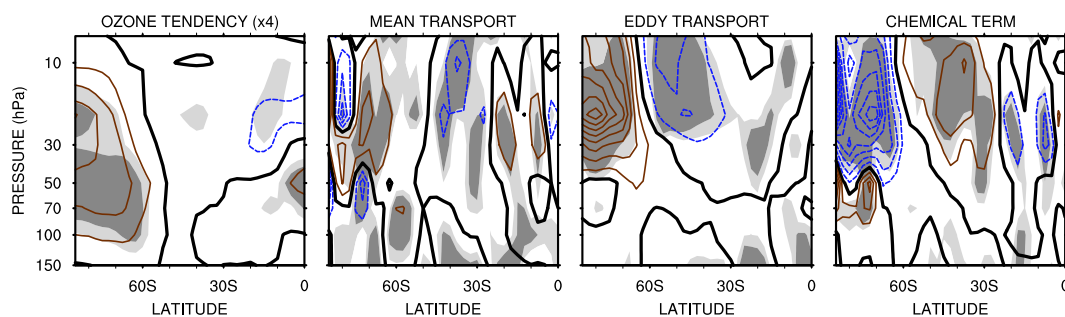 OZONE TENDENCY (x4) MEAN TRANSPORT EDDY TRANSPORT CHEMICAL TERM
PRESSURE (hPa)
10
30
50
70
100
150
60S 30S 0 60S 30S 0 60S 30S 0 60S 30S 0
LATITUDE LATITUDE LATITUDE LATITUDE